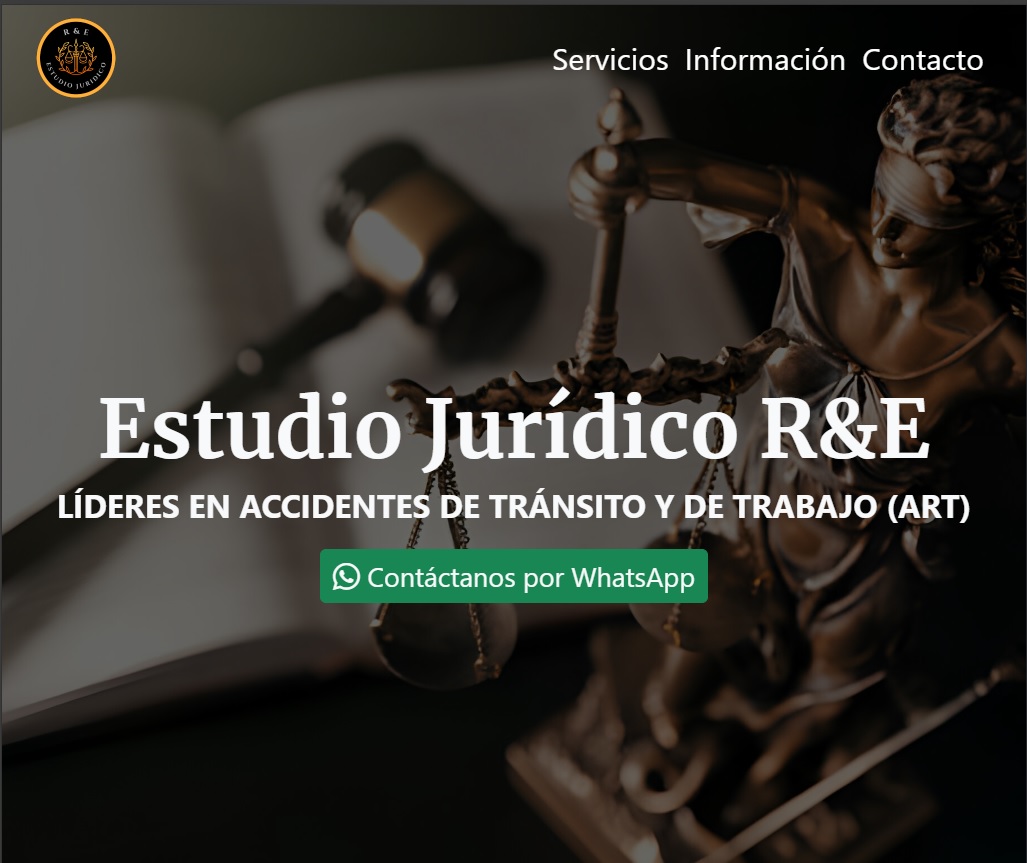 R & E
ESTUDIO JURIDICO
Servicios Información Contacto
Estudio Jurídico R&E
LÍDERES EN ACCIDENTES DE TRÁNSITO Y DE TRABAJO (ART)
Contáctanos por WhatsApp